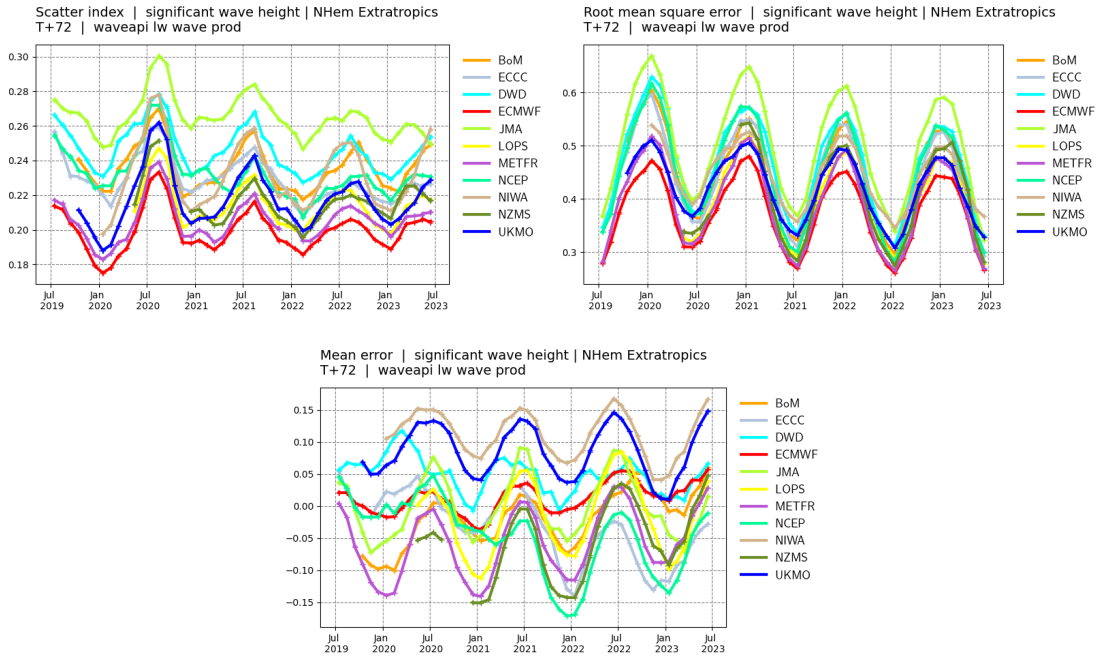 Scatter index | significant wave height | NHem Extratropics
T+72 | waveapi lw wave prod
0.30
0.28
0.26
0.24
0.22
0.20
0.18
Jul 2019
Jan 2020
Jul 2020
Jan 2021
Jul 2021
Jan 2022
Jul 2022
Jan 2023
Jul 2023
BoM
ECCC
DWD
ECMWF
JMA
LOPS
METFR
NCEP
NIWA
NZMS
UKMO
Root mean square error | significant wave height | NHem Extratropics
T+72 | waveapi lw wave prod
0.6
0.5
0.4
0.3
Jul 2019
Jan 2020
Jul 2020
Jan 2021
Jul 2021
Jan 2022
Jul 2022
Jan 2023
Jul 2023
BoM
ECCC
DWD
ECMWF
JMA
LOPS
METFR
NCEP
NIWA
NZMS
UKMO
Mean error | significant wave height | NHem Extratropics
T+72 | waveapi lw wave prod
0.15
0.10
0.05
0.00
−0.05
−0.10
−0.15
Jul 2019
Jan 2020
Jul 2020
Jan 2021
Jul 2021
Jan 2022
Jul 2022
Jan 2023
Jul 2023
BoM
ECCC
DWD
ECMWF
JMA
LOPS
METFR
NCEP
NIWA
NZMS
UKMO